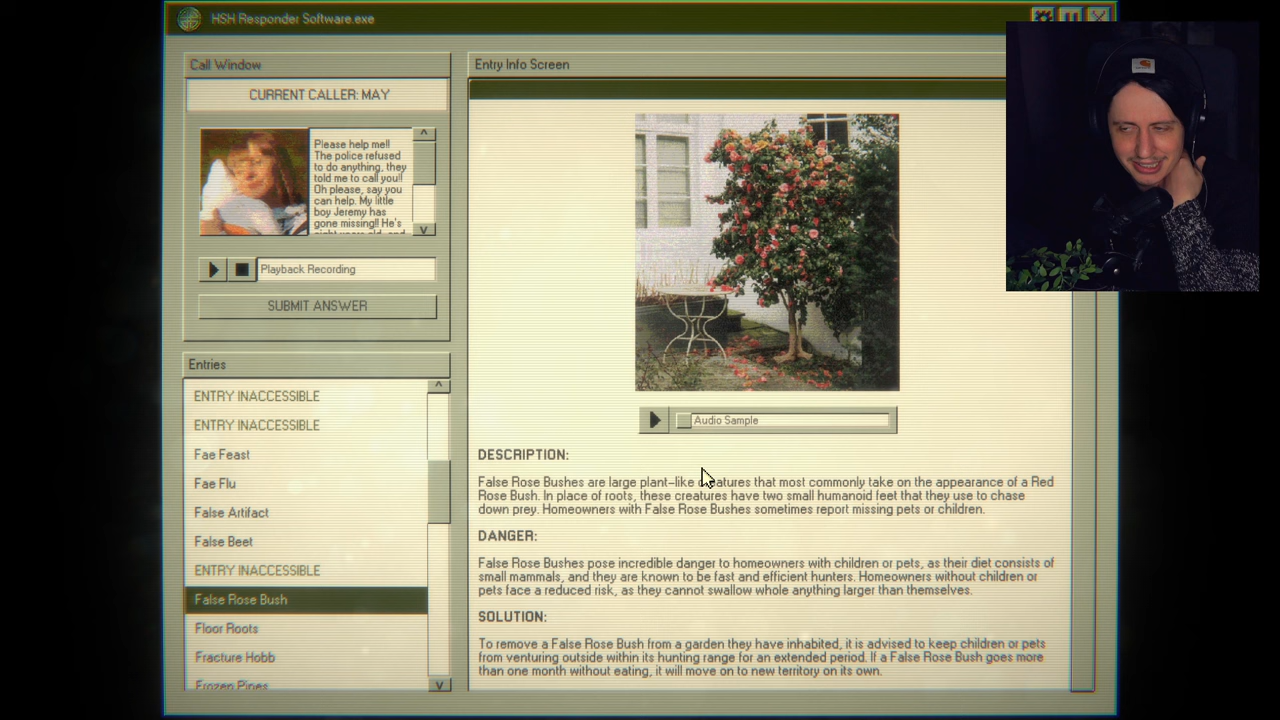 HSH Responder Software.exe
Call Window
CURRENT CALLER: MAY
Please help me!!
The police refused
to do anything, they
told me to call you!!
Oh please, say you
can help. My little
boy Jeremy has
gone missing!! He's
eight years old, and
Playback Recording
SUBMIT ANSWER
Entries
ENTRY INACCESSIBLE
ENTRY INACCESSIBLE
Fae Feast
Fae Flu
False Artifact
False Beet
ENTRY INACCESSIBLE
False Rose Bush
Floor Roots
Fracture Hobb
Frozen Pines
Entry Info Screen
Audio Sample
DESCRIPTION:
False Rose Bushes are large plant-like creatures that most commonly take on the appearance of a Red
Rose Bush. In place of roots, these creatures have two small humanoid feet that they use to chase
down prey. Homeowners with False Rose Bushes sometimes report missing pets or children.
DANGER:
False Rose Bushes pose incredible danger to homeowners with children or pets, as their diet consists of
small mammals, and they are known to be fast and efficient hunters. Homeowners without children or
pets face a reduced risk, as they cannot swallow whole anything larger than themselves.
SOLUTION:
To remove a False Rose Bush from a garden they have inhabited, it is advised to keep children or pets
from venturing outside within its hunting range for an extended period. If a False Rose Bush goes more
than one month without eating, it will move on to new territory on its own.